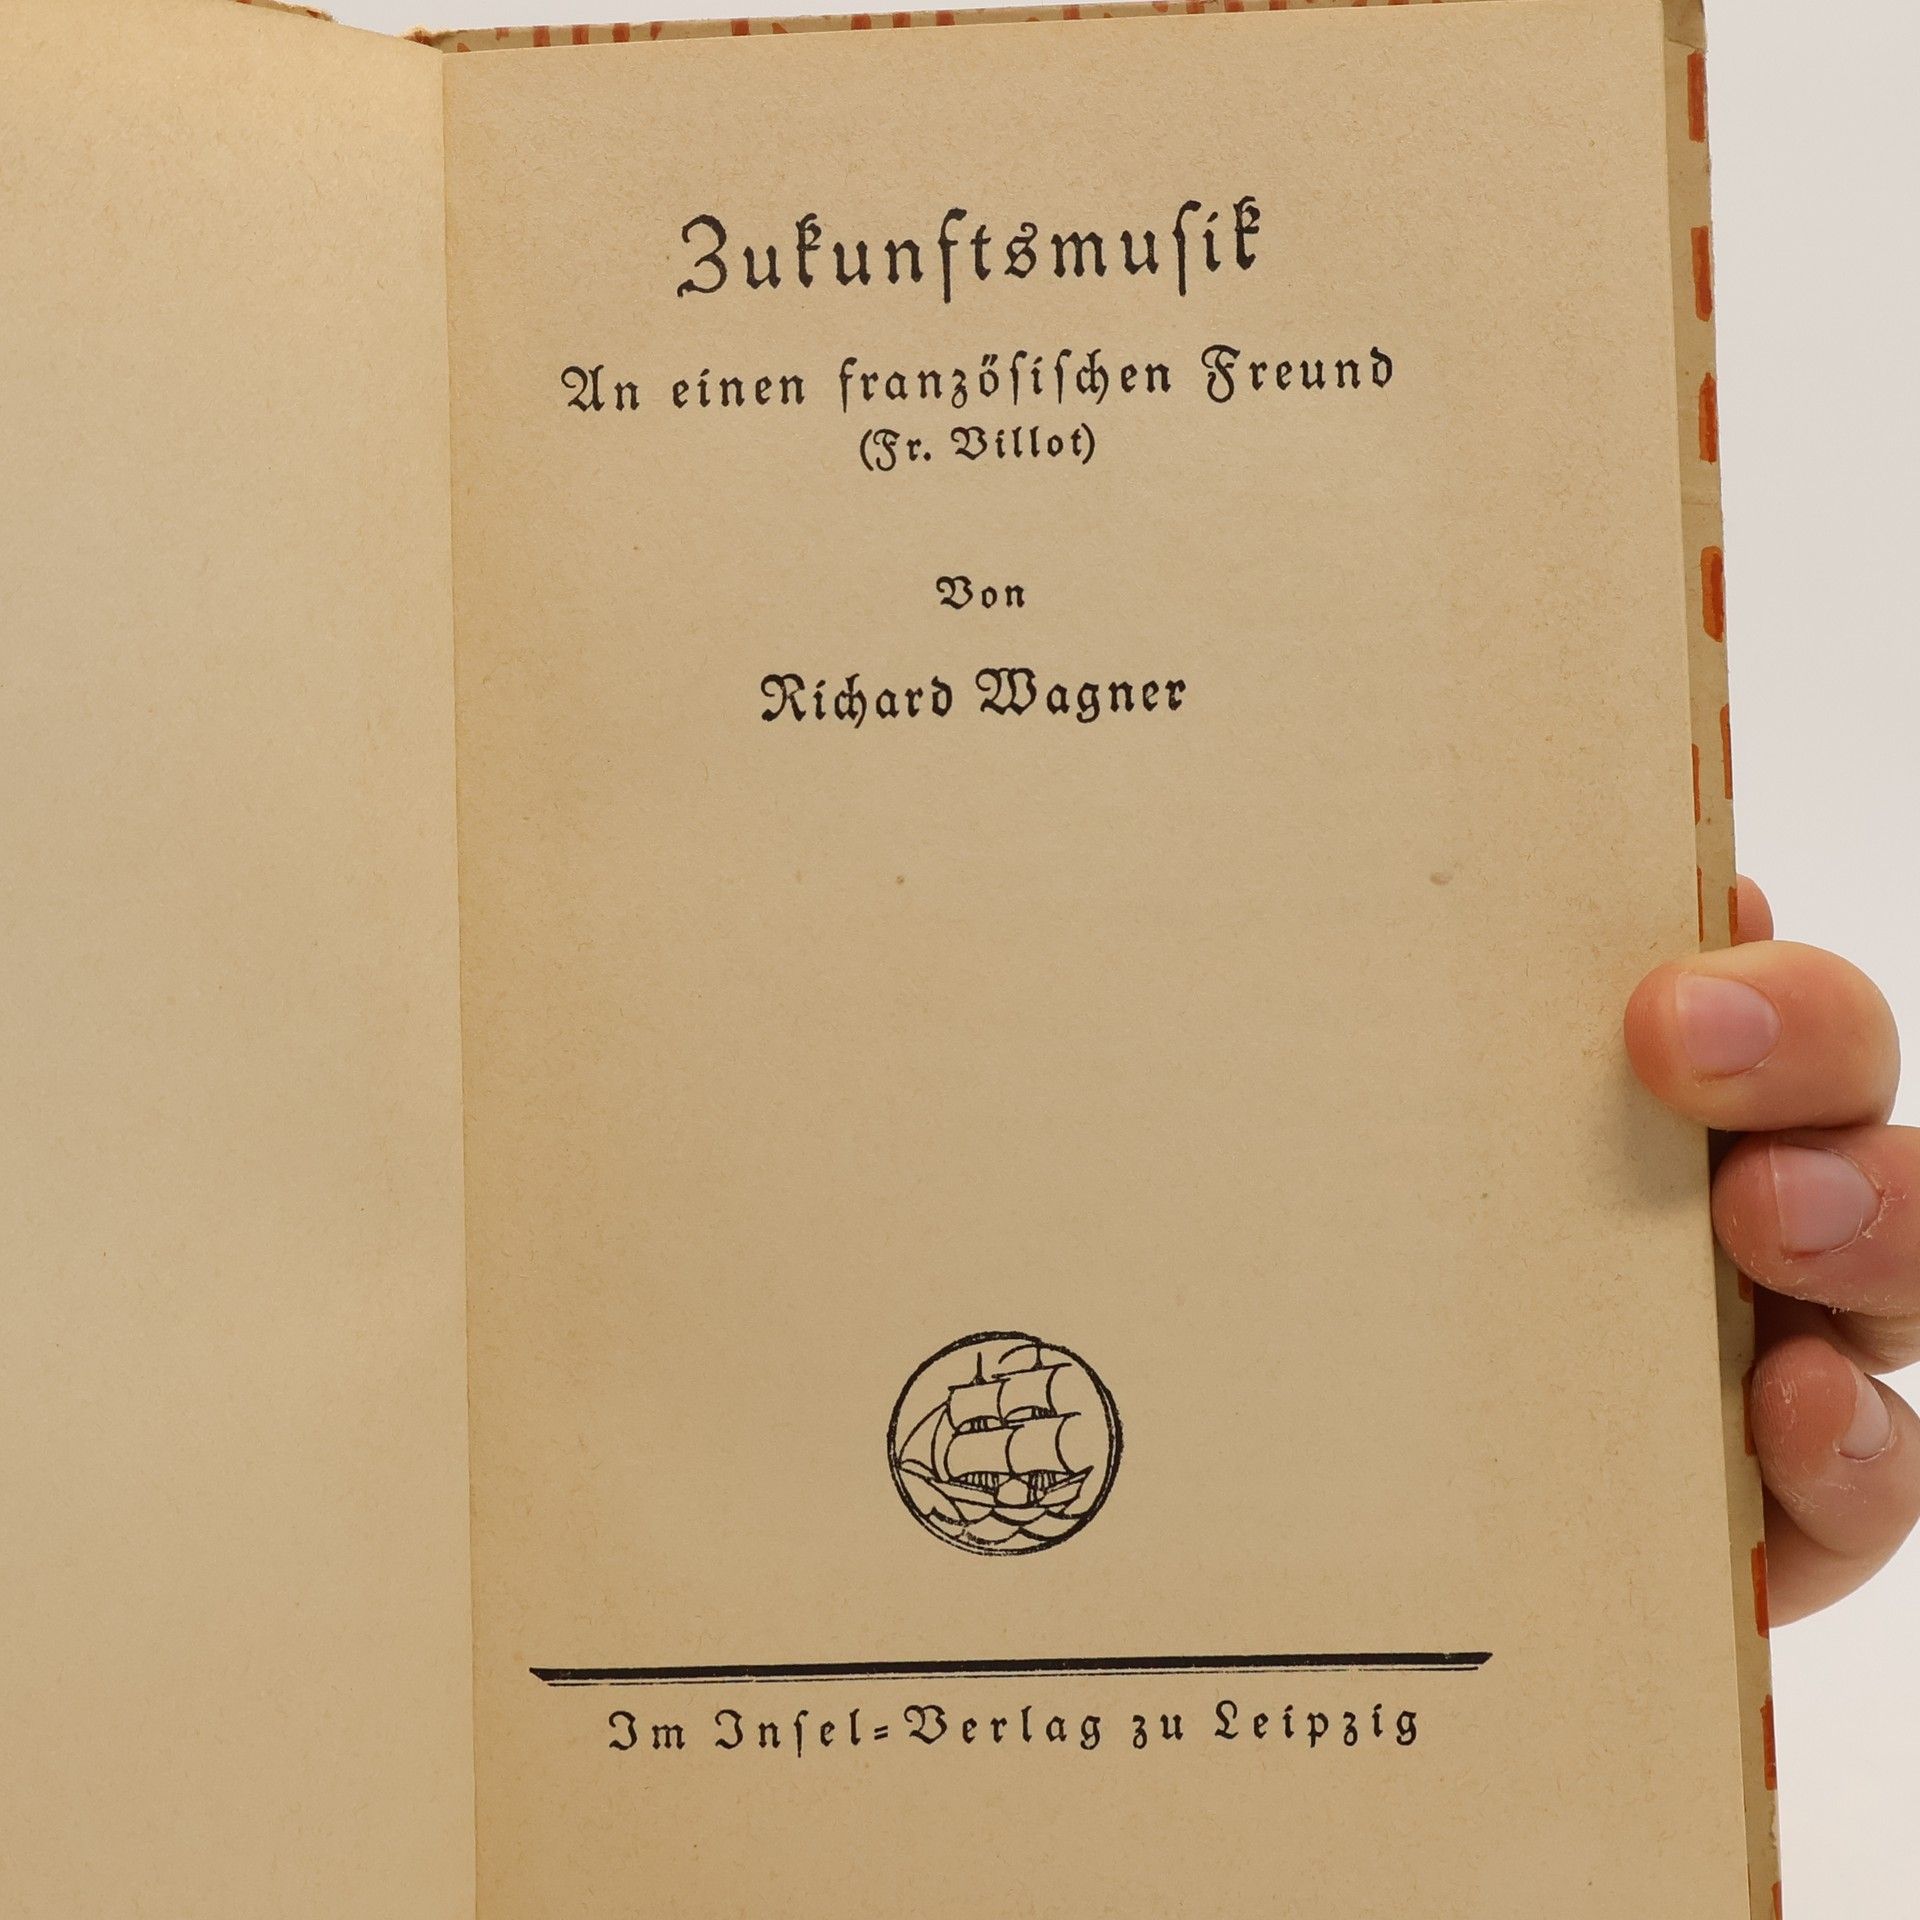 Zukunftsmuſik
An einen franzöſiſchen Freund
(Fr. Villot)
Von
Richard Wagner
Im Inſel=Verlag zu Leipzig